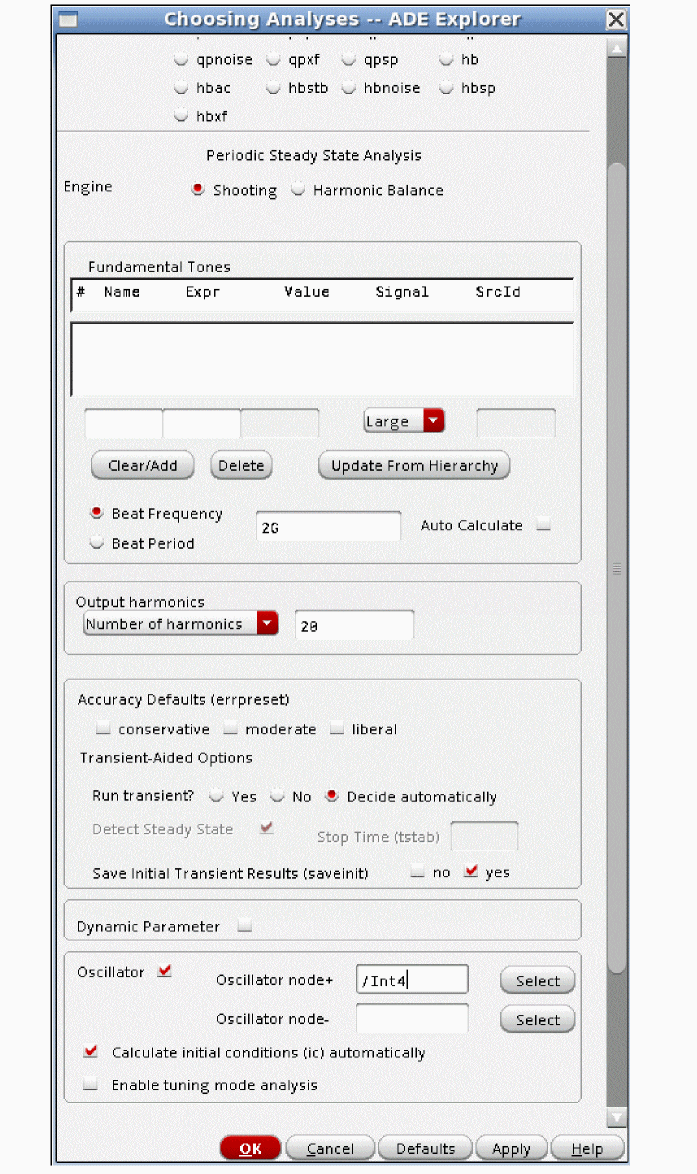 Choosing Analyses -- ADE Explorer
qpnoise qpxf qpsp hb
hbac hbstb hbnoise hbsp
hbxf
Periodic Steady State Analysis
Engine Shooting Harmonic Balance
Fundamental Tones
# Name Expr Value Signal SrcId
Large
Clear/Add Delete Update From Hierarchy
Beat Frequency 2G Auto Calculate
Beat Period
Output harmonics
Number of harmonics 20
Accuracy Defaults (errpreset)
conservative moderate liberal
Transient-Aided Options
Run transient? Yes No Decide automatically
Detect Steady State Stop Time (tstab)
Save Initial Transient Results (saveinit) no yes
Dynamic Parameter
Oscillator Oscillator node+ /Int4 Select
Oscillator node- Select
Calculate initial conditions (ic) automatically
Enable tuning mode analysis
OK Cancel Defaults Apply Help